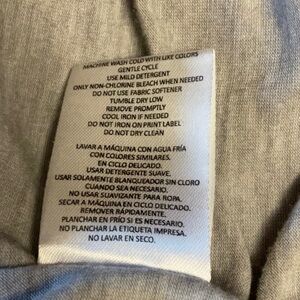 MACHINE WASH COLD WITH LIKE COLORS
GENTLE CYCLE
USE MILD DETERGENT
ONLY NON-CHLORINE BLEACH WHEN NEEDED
DO NOT USE FABRIC SOFTENER
TUMBLE DRY LOW
REMOVE PROMPTLY
COOL IRON IF NEEDED
DO NOT IRON ON PRINT LABEL
DO NOT DRY CLEAN
LAVAR A MÁQUINA CON AGUA FRÍA
CON COLORES SIMILARES.
EN CICLO DELICADO.
USAR DETERGENTE SUAVE.
USAR SOLAMENTE BLANQUEADOR SIN CLORO
CUANDO SEA NECESARIO.
NO USAR SUAVIZANTE PARA ROPA.
SECAR A MÁQUINA EN CICLO DELICADO.
REMOVER RÁPIDAMENTE.
PLANCHAR EN FRÍO SI ES NECESARIO.
NO PLANCHAR LA ETIQUETA IMPRESA.
NO LAVAR EN SECO.